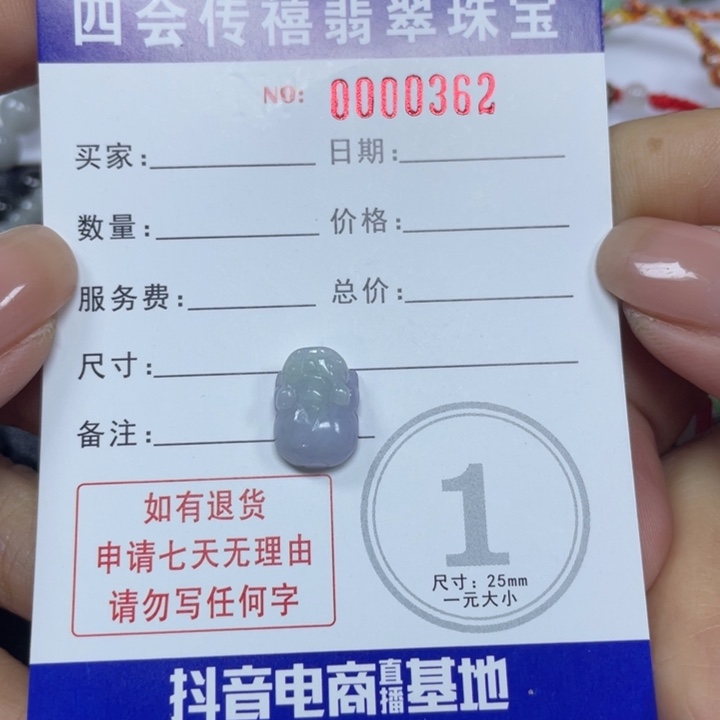 四会传禧翡翠珠宝
NO: 0000362
买家: 日期:
数量: 价格:
服务费: 总价:
尺寸:
备注:
如有退货
申请七天无理由
请勿写任何字
1
尺寸: 25mm
一元大小
抖音电商直播基地